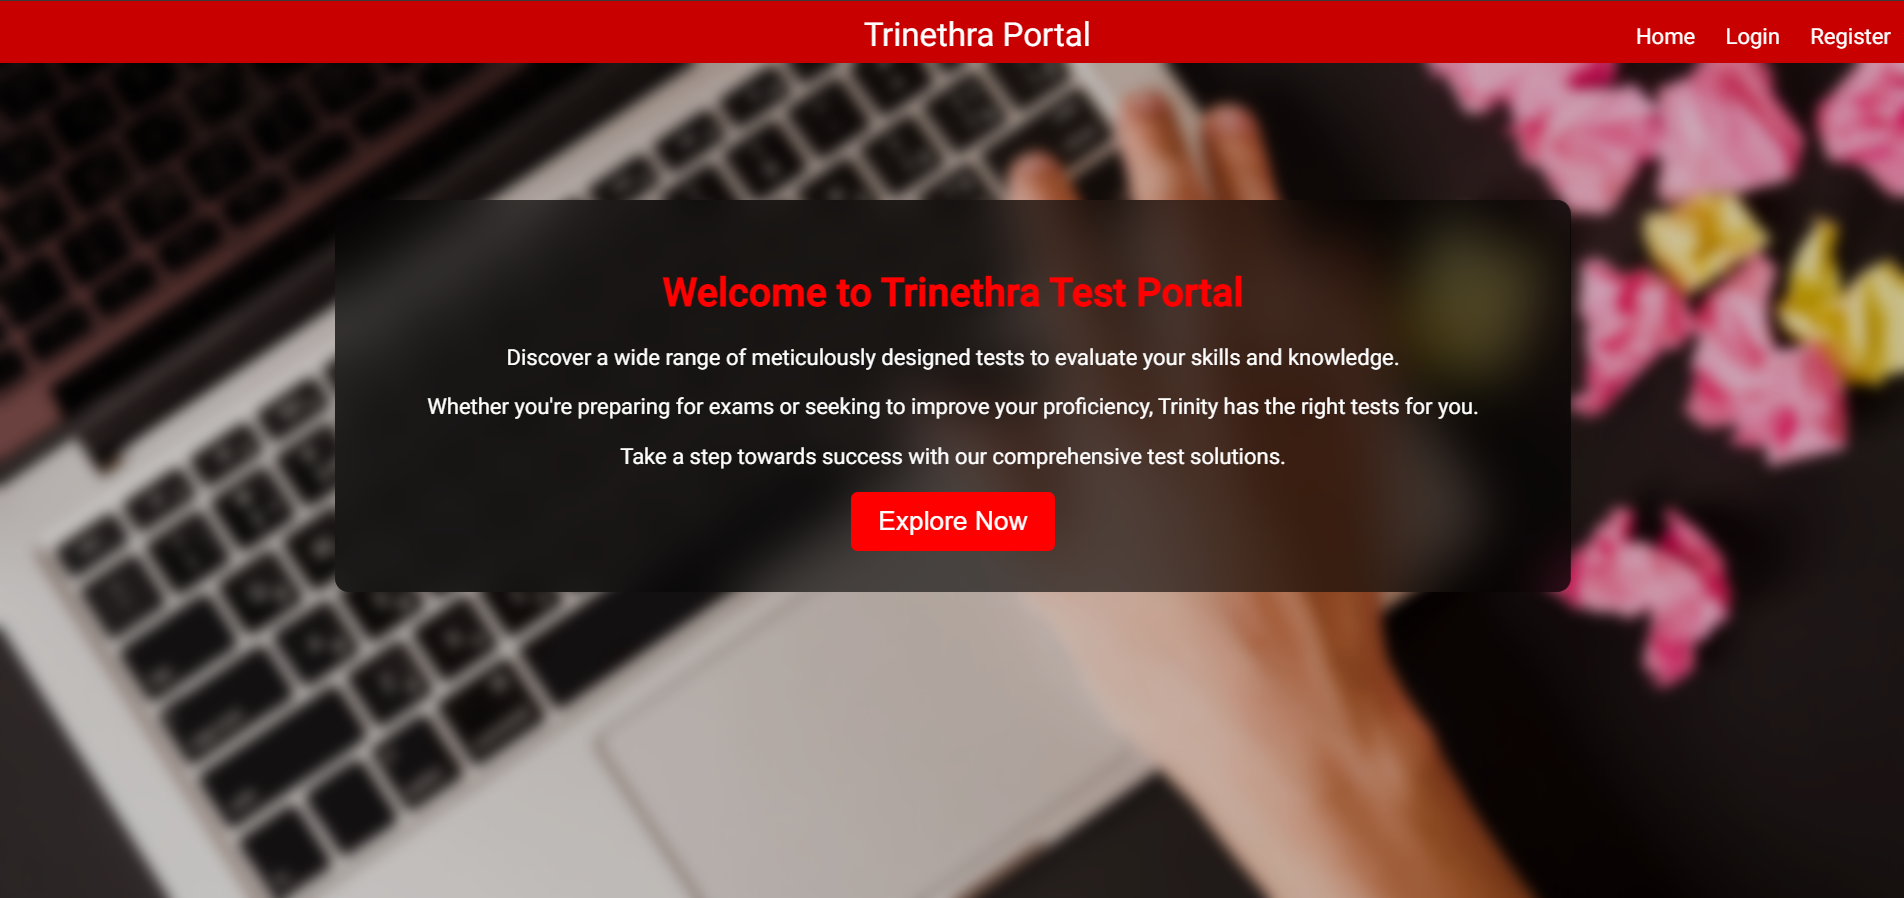 Trinethra Portal
Home Login Register
Welcome to Trinethra Test Portal
Discover a wide range of meticulously designed tests to evaluate your skills and knowledge.
Whether you're preparing for exams or seeking to improve your proficiency, Trinity has the right tests for you.
Take a step towards success with our comprehensive test solutions.
Explore Now